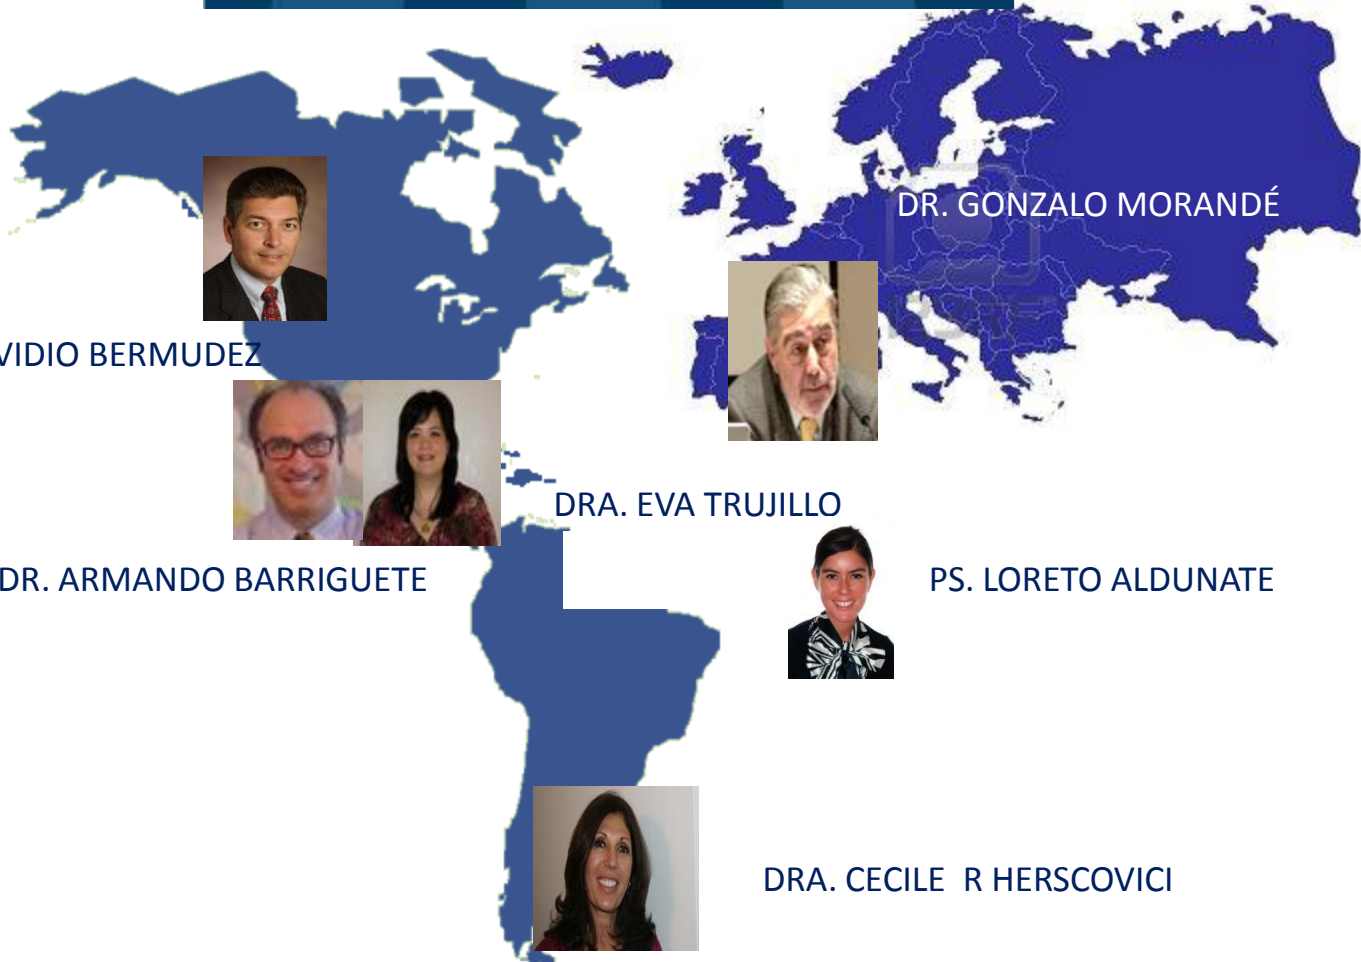 DR. GONZALO MORANDÉ
VIDIO BERMUDEZ
DRA. EVA TRUJILLO
DR. ARMANDO BARRIGUETE
PS. LORETO ALDUNATE
DRA. CECILE R HERSCOVICI